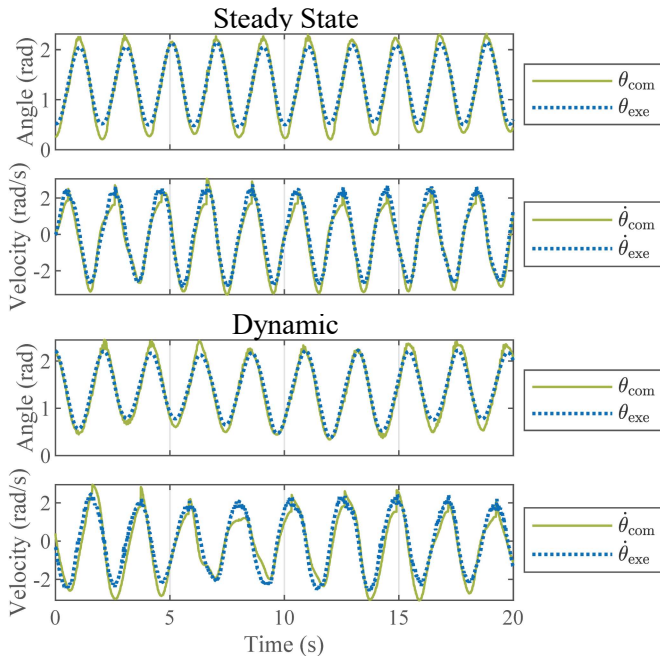 Steady State
Angle (rad)
2
1
0
θcom
θexe
Velocity (rad/s)
2
0
-2
θ̇com
θ̇exe
Dynamic
Angle (rad)
2
1
0
θcom
θexe
Velocity (rad/s)
2
0
-2
θ̇com
θ̇exe
0 5 10 15 20
Time (s)